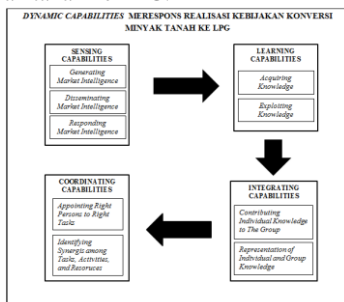 DYNAMIC CAPABILITIES MERESPONS REALISASI KEBIJAKAN KONVERSI
MINYAK TANAH KE LPG
SENSING
CAPABILITIES
Generating
Market Intelligence
Disseminating
Market Intelligence
Responding
Market Intelligence
LEARNING
CAPABILITIES
Acquiring
Knowledge
Exploiting
Knowledge
COORDINATING
CAPABILITIES
Appointing Right
Persons to Right
Tasks
Identifying
Synergis among
Tasks, Activities,
and Resoruces
INTEGRATING
CAPABILITIES
Contributing
Individual Knowledge
to The Group
Representation of
Individual and Group
Knowledge